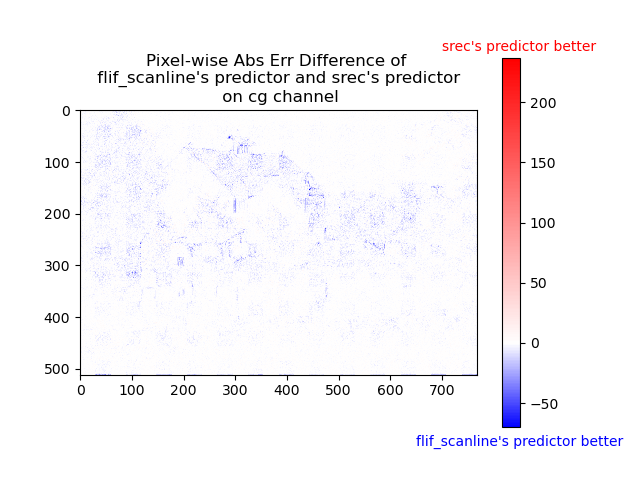 srec's predictor better
Pixel-wise Abs Err Difference of
flif_scanline's predictor and srec's predictor
on cg channel
0
100
200
300
400
500
0 100 200 300 400 500 600 700
200
150
100
50
0
−50
flif_scanline's predictor better